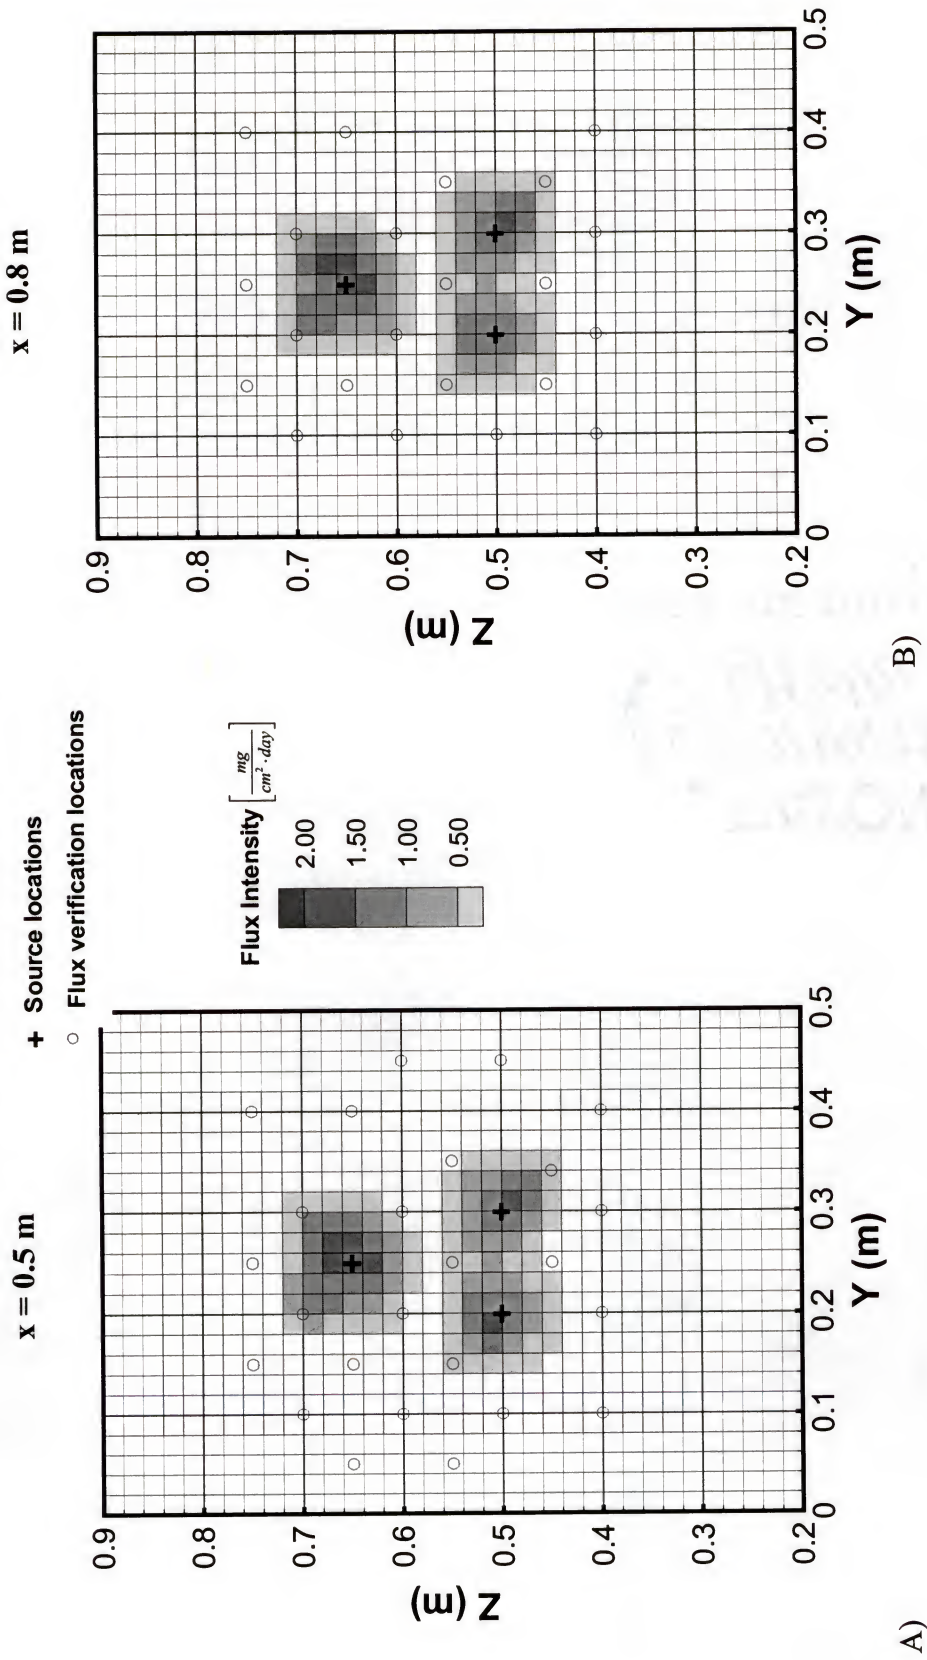 x = 0.5 m
+ Source locations
○ Flux verification locations
x = 0.8 m
Flux Intensity [mg / cm² · day]
2.00
1.50
1.00
0.50
Z (m)
0.9
0.8
0.7
0.6
0.5
0.4
0.3
0.2
0 0.1 0.2 0.3 0.4 0.5
Y (m)
A)
Z (m)
0.9
0.8
0.7
0.6
0.5
0.4
0.3
0.2
0 0.1 0.2 0.3 0.4 0.5
Y (m)
B)